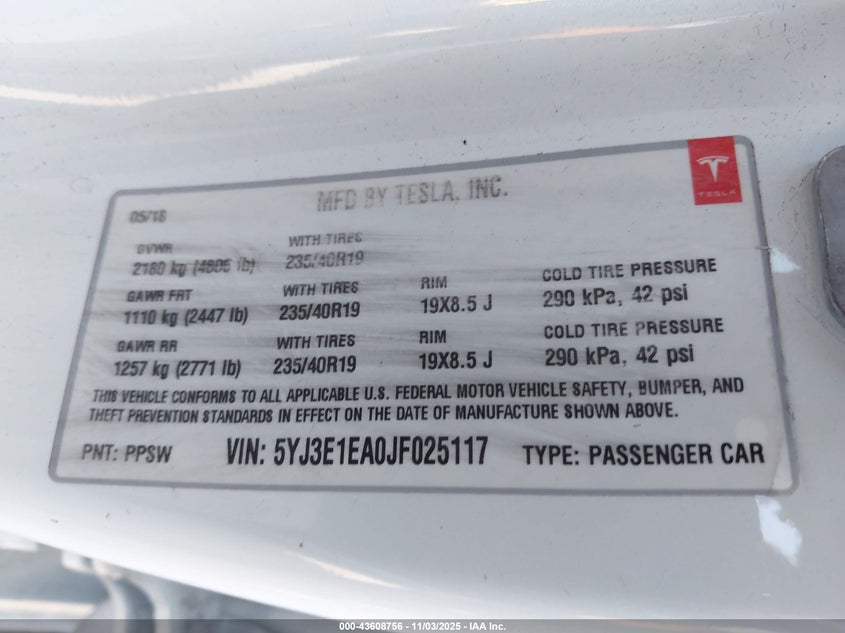 TESLA
05/18
MFD BY TESLA, INC.
GVWR WITH TIRES
2180 kg (4806 lb) 235/40R19
GAWR FRT WITH TIRES RIM COLD TIRE PRESSURE
1110 kg (2447 lb) 235/40R19 19X8.5 J 290 kPa, 42 psi
GAWR RR WITH TIRES RIM COLD TIRE PRESSURE
1257 kg (2771 lb) 235/40R19 19X8.5 J 290 kPa, 42 psi
THIS VEHICLE CONFORMS TO ALL APPLICABLE U.S. FEDERAL MOTOR VEHICLE SAFETY, BUMPER, AND
THEFT PREVENTION STANDARDS IN EFFECT ON THE DATE OF MANUFACTURE SHOWN ABOVE.
PNT: PPSW VIN: 5YJ3E1EA0JF025117 TYPE: PASSENGER CAR
000-43608756 - 11/03/2025 - IAA Inc.